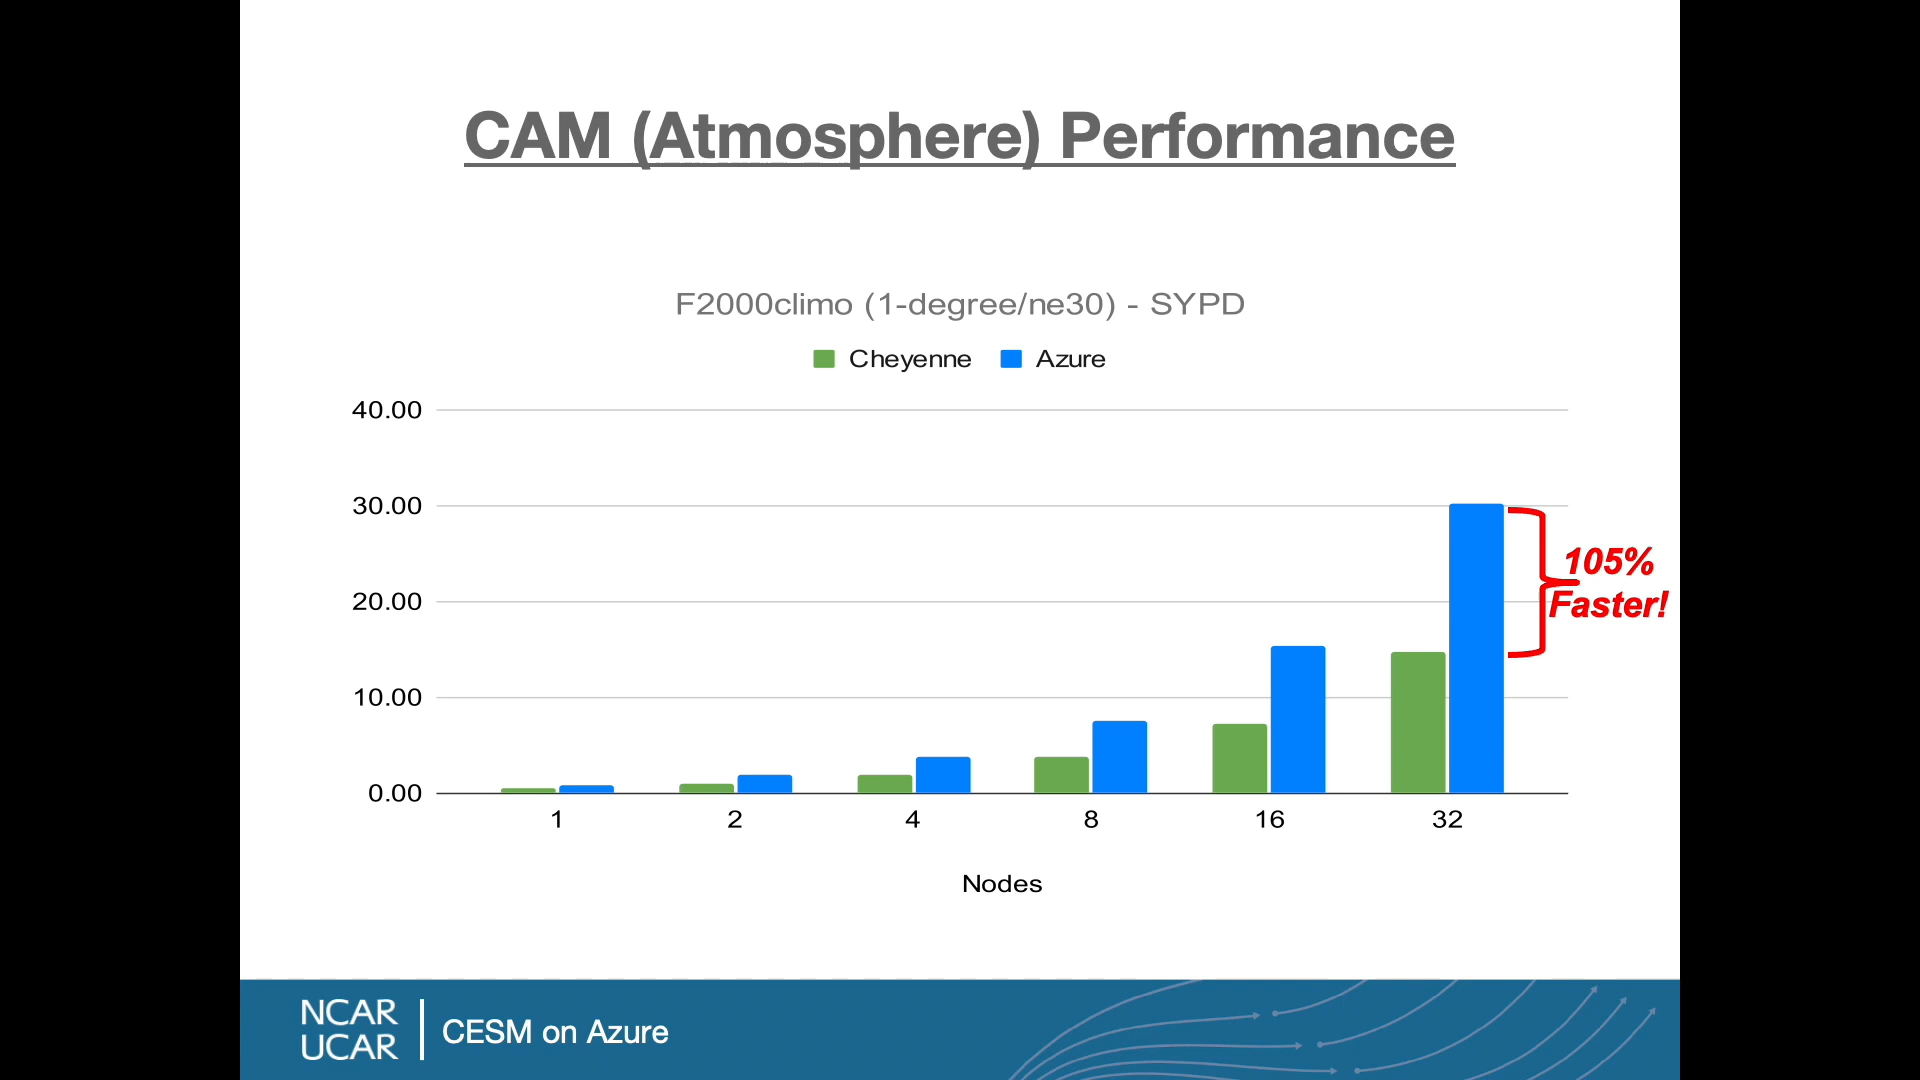 CAM (Atmosphere) Performance
F2000climo (1-degree/ne30) - SYPD
Cheyenne Azure
40.00
30.00
20.00
10.00
0.00
105%
Faster!
1 2 4 8 16 32
Nodes
NCAR
UCAR
CESM on Azure